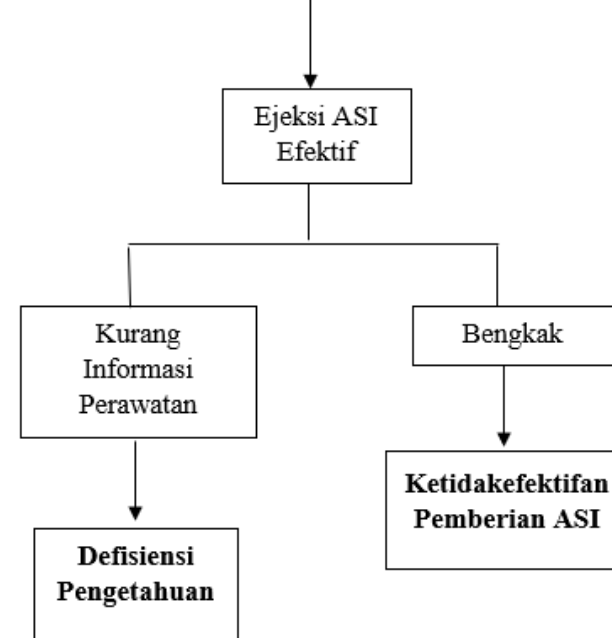 Ejeksi ASI
Efektif
Kurang
Informasi
Perawatan
Bengkak
Defisiensi
Pengetahuan
Ketidakefektifan
Pemberian ASI